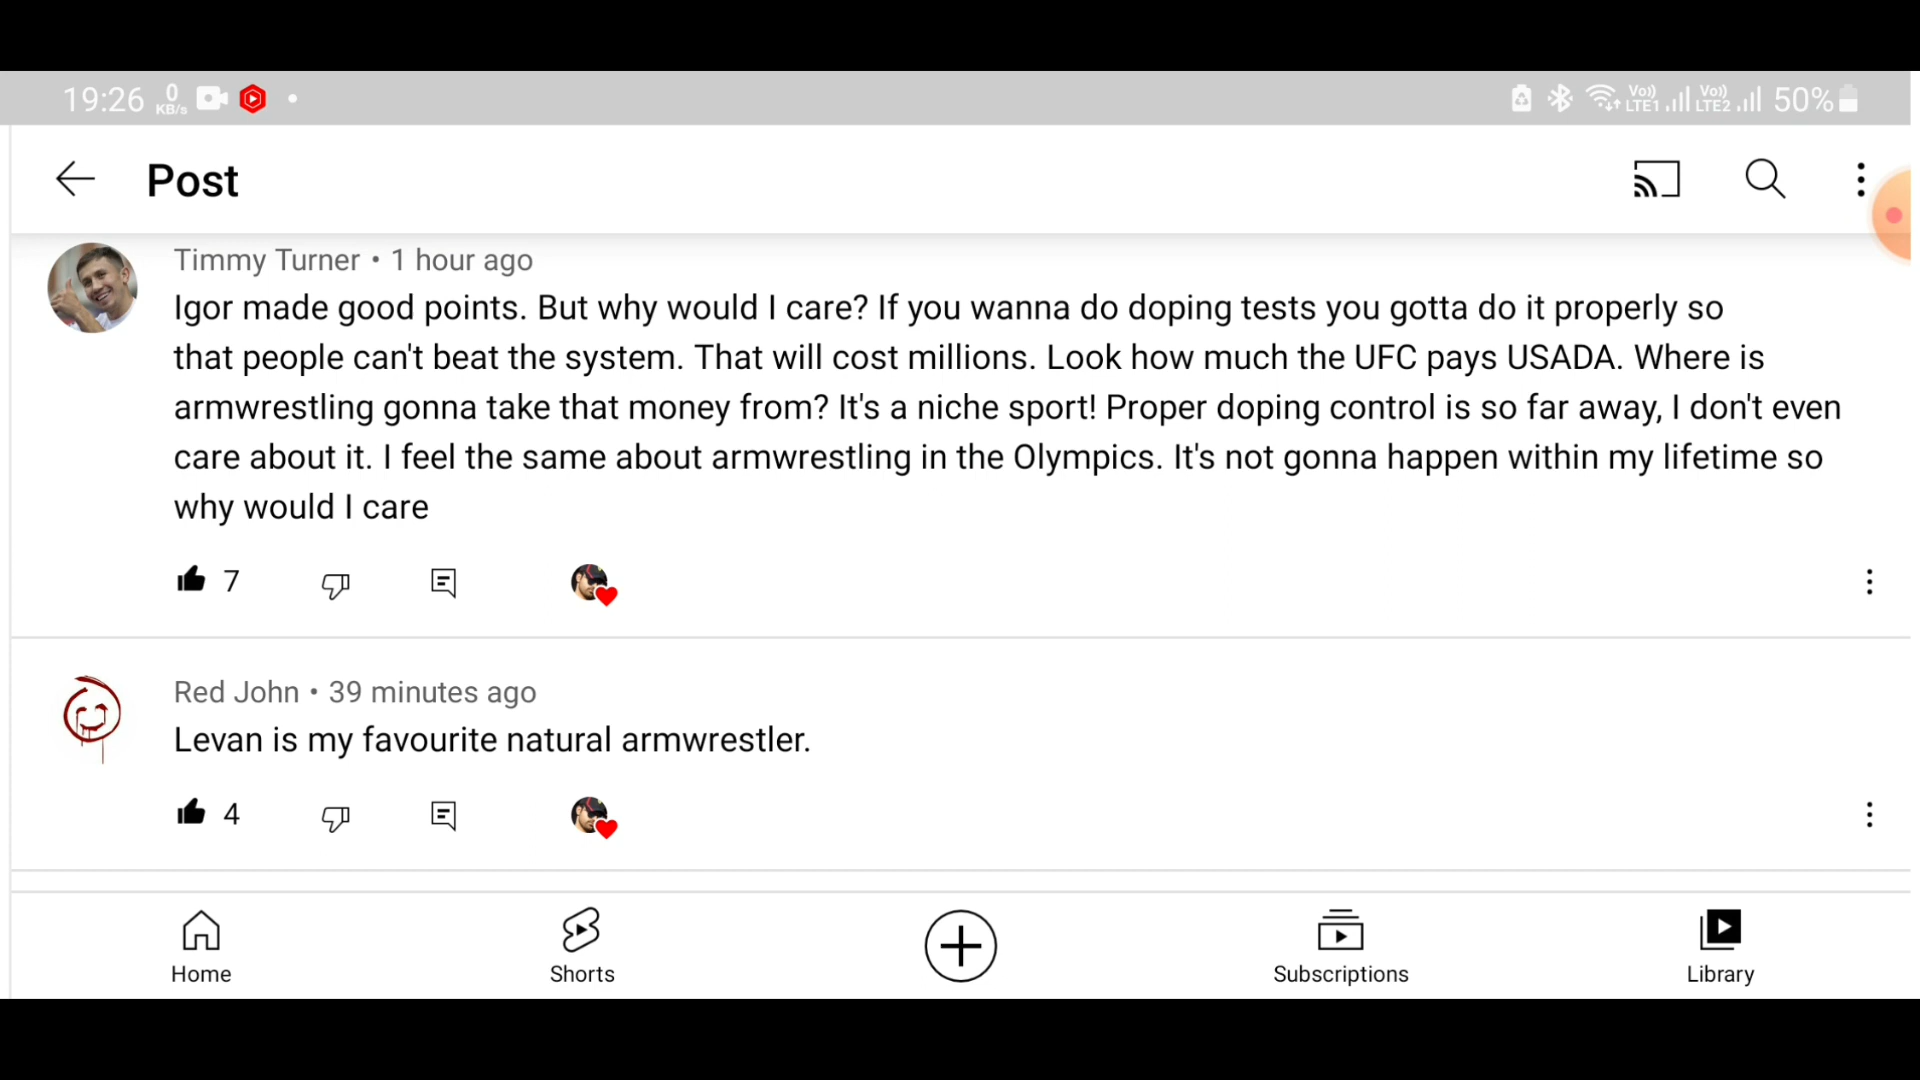 19:26 0 KB/s Vo)) LTE1 Vo)) LTE2 50%
Post
Timmy Turner • 1 hour ago
Igor made good points. But why would I care? If you wanna do doping tests you gotta do it properly so
that people can't beat the system. That will cost millions. Look how much the UFC pays USADA. Where is
armwrestling gonna take that money from? It's a niche sport! Proper doping control is so far away, I don't even
care about it. I feel the same about armwrestling in the Olympics. It's not gonna happen within my lifetime so
why would I care
7
Red John • 39 minutes ago
Levan is my favourite natural armwrestler.
4
Home Shorts Subscriptions Library